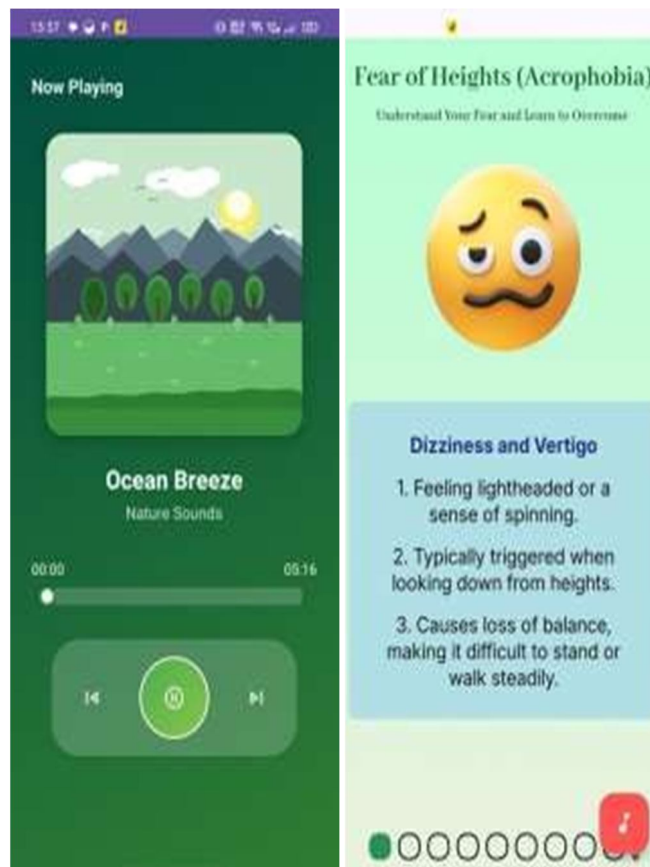 15:57
Now Playing
Ocean Breeze
Nature Sounds
00:00
05:16
Fear of Heights (Acrophobia)
Understand Your Fear and Learn to Overcome
Dizziness and Vertigo
1. Feeling lightheaded or a
sense of spinning.
2. Typically triggered when
looking down from heights.
3. Causes loss of balance,
making it difficult to stand or
walk steadily.